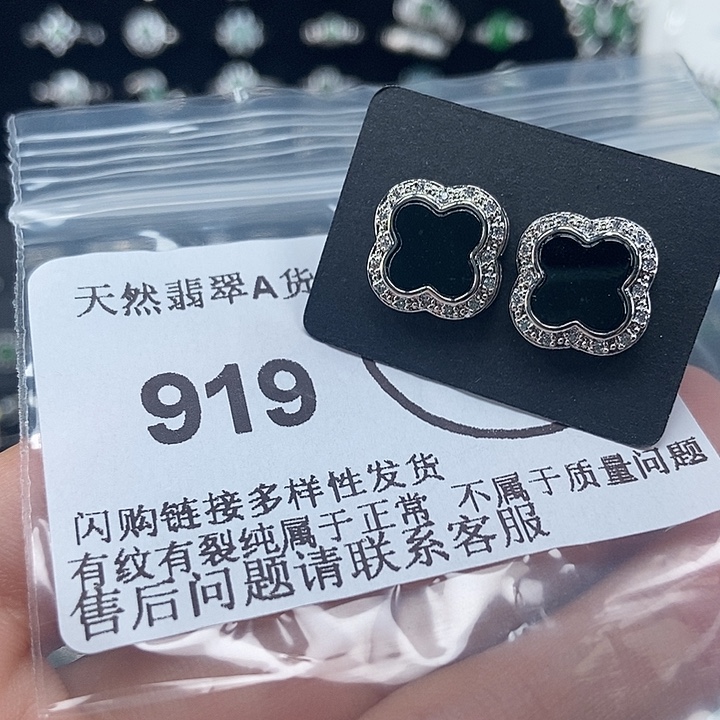 天然翡翠A货
919
闪购链接多样性发货
有纹有裂纯属于正常 不属于质量问题
售后问题请联系客服